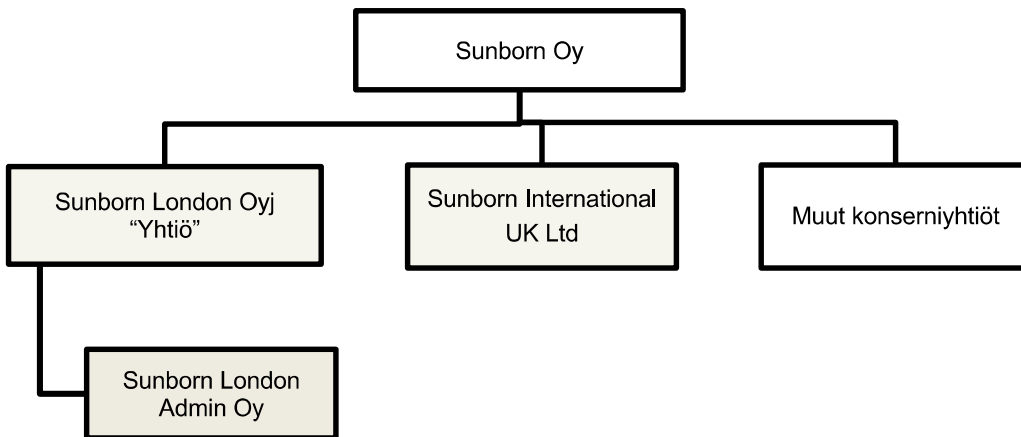 Sunborn Oy
Sunborn London Oyj
“Yhtiö”
Sunborn International
UK Ltd
Muut konserniyhtiöt
Sunborn London
Admin Oy